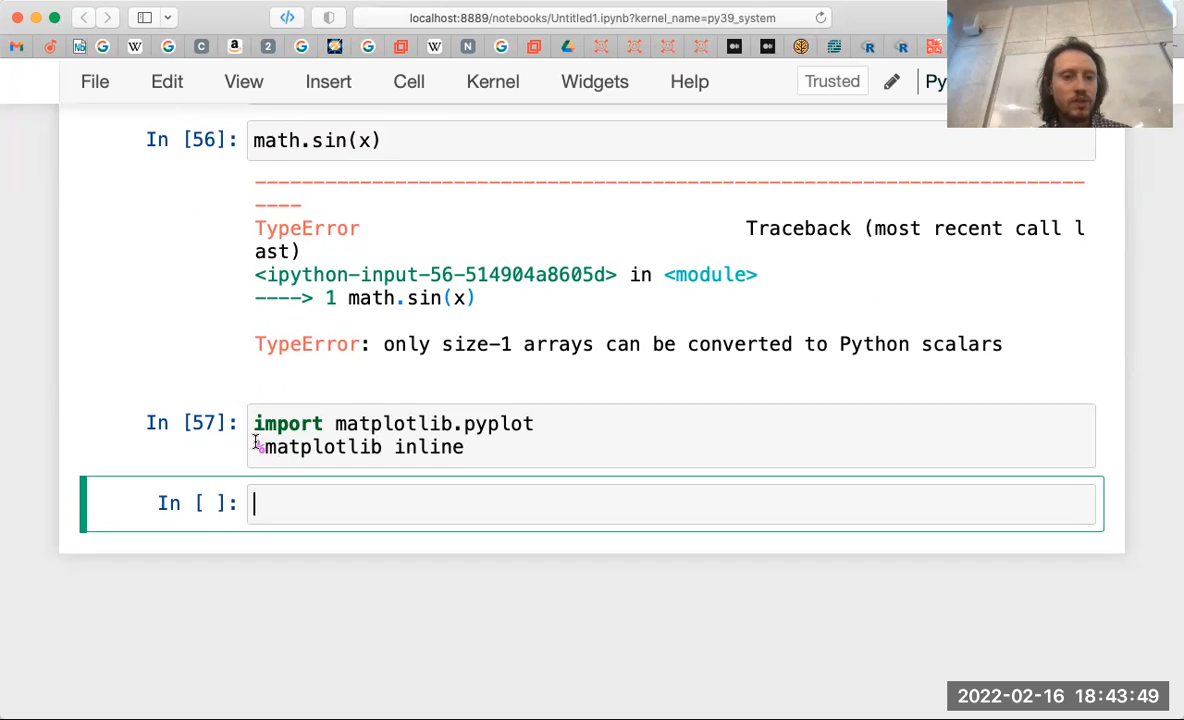 localhost:8889/notebooks/Untitled1.ipynb?kernel_name=py39_system
File Edit View Insert Cell Kernel Widgets Help Trusted Py
In [56]: math.sin(x)
---------------------------------------------------------------------------
TypeError Traceback (most recent call l
ast)
<ipython-input-56-514904a8605d> in <module>
----> 1 math.sin(x)
TypeError: only size-1 arrays can be converted to Python scalars
In [57]: import matplotlib.pyplot
%matplotlib inline
In [ ]:
2022-02-16 18:43:49